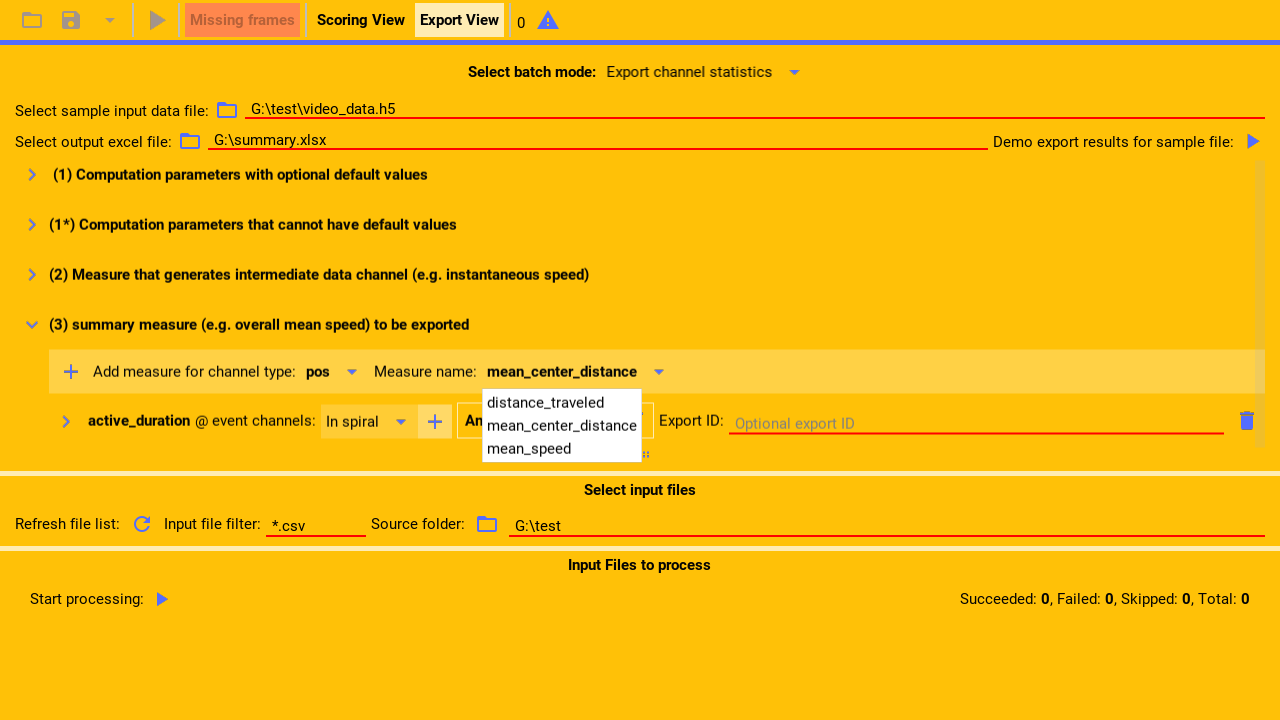 Missing frames Scoring View Export View 0
Select batch mode: Export channel statistics
Select sample input data file: G:\test\video_data.h5
Select output excel file: G:\summary.xlsx Demo export results for sample file:
(1) Computation parameters with optional default values
(1*) Computation parameters that cannot have default values
(2) Measure that generates intermediate data channel (e.g. instantaneous speed)
(3) summary measure (e.g. overall mean speed) to be exported
Add measure for channel type: pos Measure name: mean_center_distance
distance_traveled
active_duration @ event channels: In spiral mean_center_distance Export ID: Optional export ID
mean_speed
Select input files
Refresh file list: Input file filter: *.csv Source folder: G:\test
Input Files to process
Start processing: Succeeded: 0, Failed: 0, Skipped: 0, Total: 0